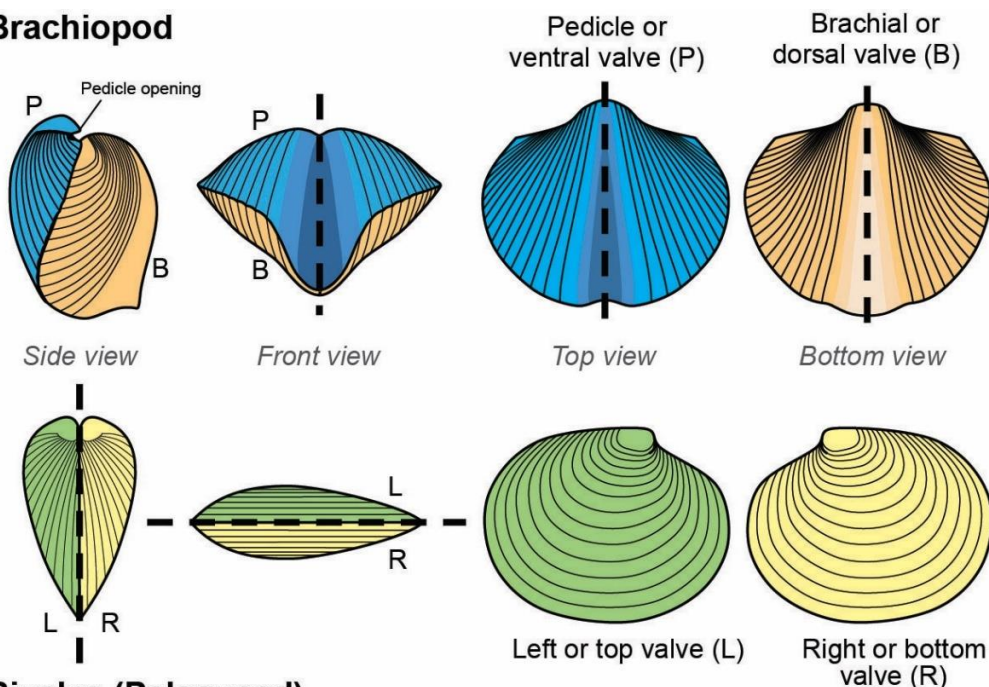 Brachiopod
Pedicle or
ventral valve (P)
Brachial or
dorsal valve (B)
Pedicle opening
P
B
P
B
Side view
Front view
Top view
Bottom view
L
R
L
R
Left or top valve (L)
Right or bottom
valve (R)